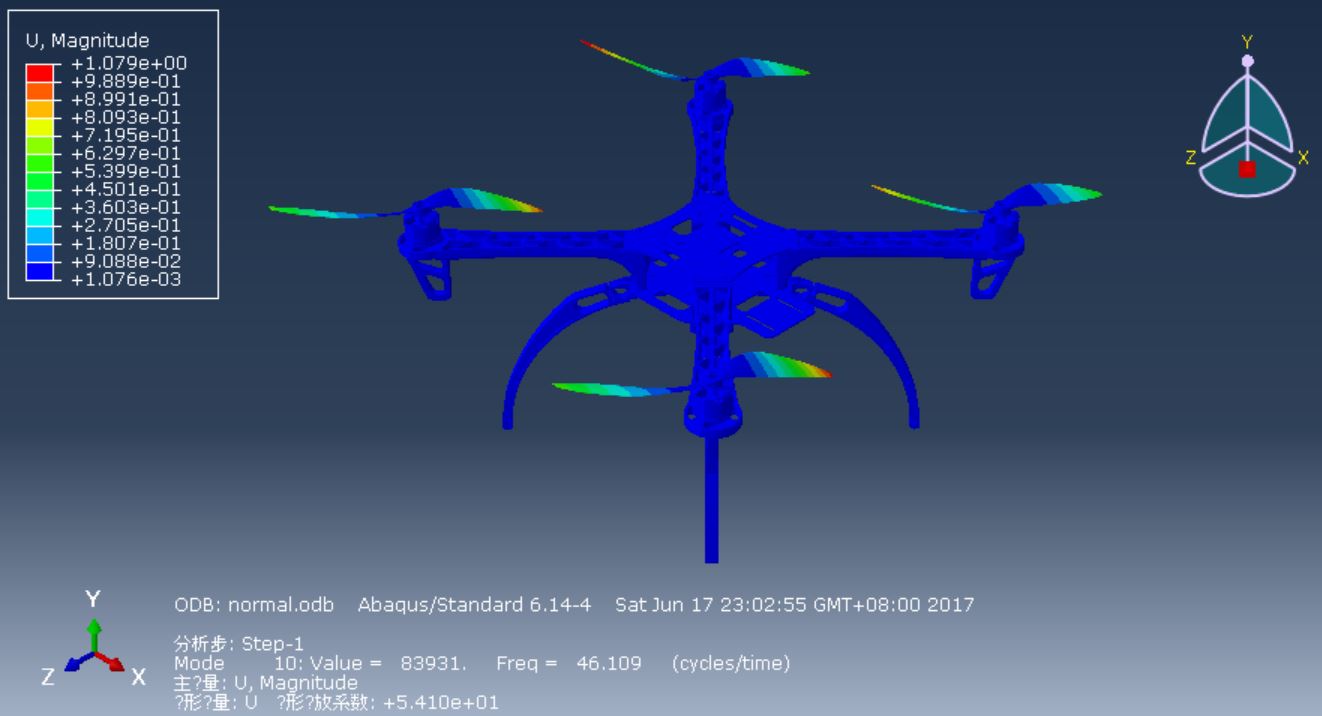 U, Magnitude
+1.079e+00
+9.889e-01
+8.991e-01
+8.093e-01
+7.195e-01
+6.297e-01
+5.399e-01
+4.501e-01
+3.603e-01
+2.705e-01
+1.807e-01
+9.088e-02
+1.076e-03
Y
Z
X
Y
Z
X
ODB: normal.odb Abaqus/Standard 6.14-4 Sat Jun 17 23:02:55 GMT+08:00 2017
分析步: Step-1
Mode 10: Value = 83931. Freq = 46.109 (cycles/time)
主?量: U, Magnitude
?形?量: U ?形?放系数: +5.410e+01